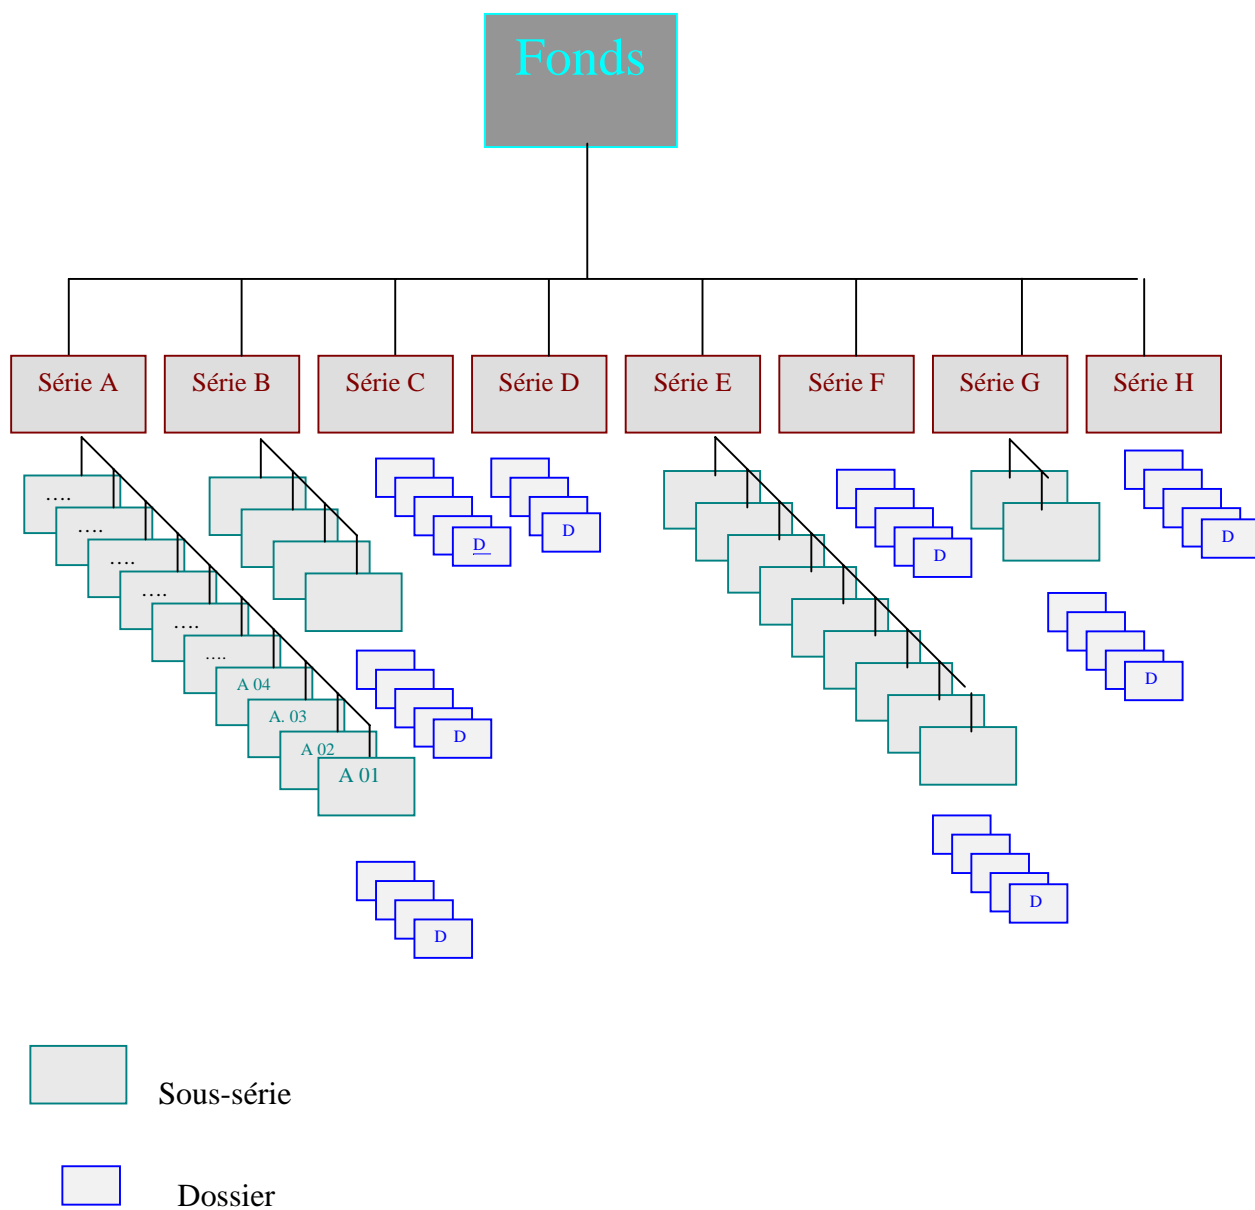 Fonds
Série A
Série B
Série C
Série D
Série E
Série F
Série G
Série H
....
....
....
....
....
....
A 04
A. 03
A 02
A 01
D
D
D
D
D
D
D
D
D
Sous-série
Dossier